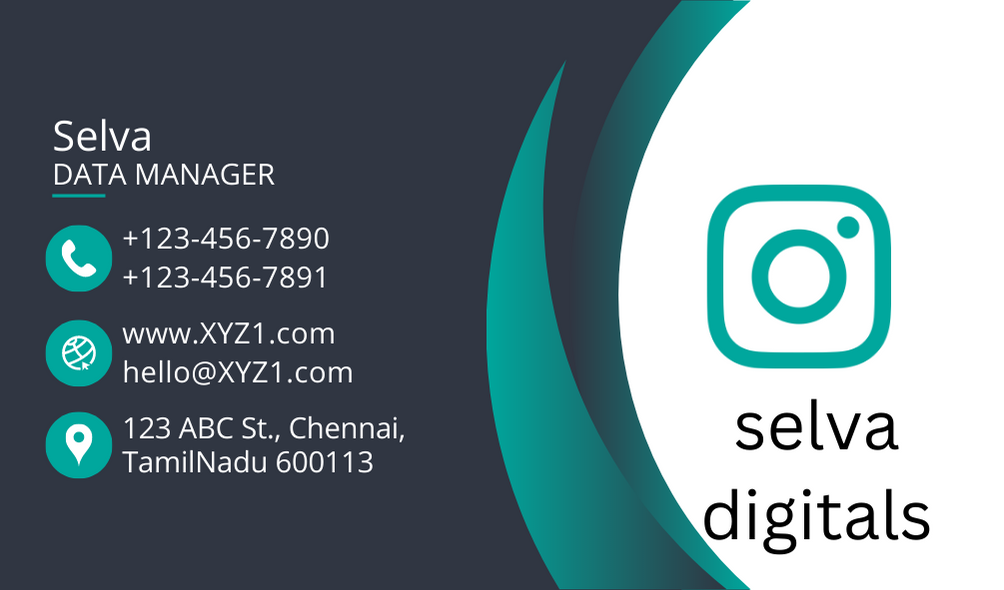 Selva
DATA MANAGER
+123-456-7890
+123-456-7891
www.XYZ1.com
hello@XYZ1.com
123 ABC St., Chennai,
TamilNadu 600113
selva
digitals